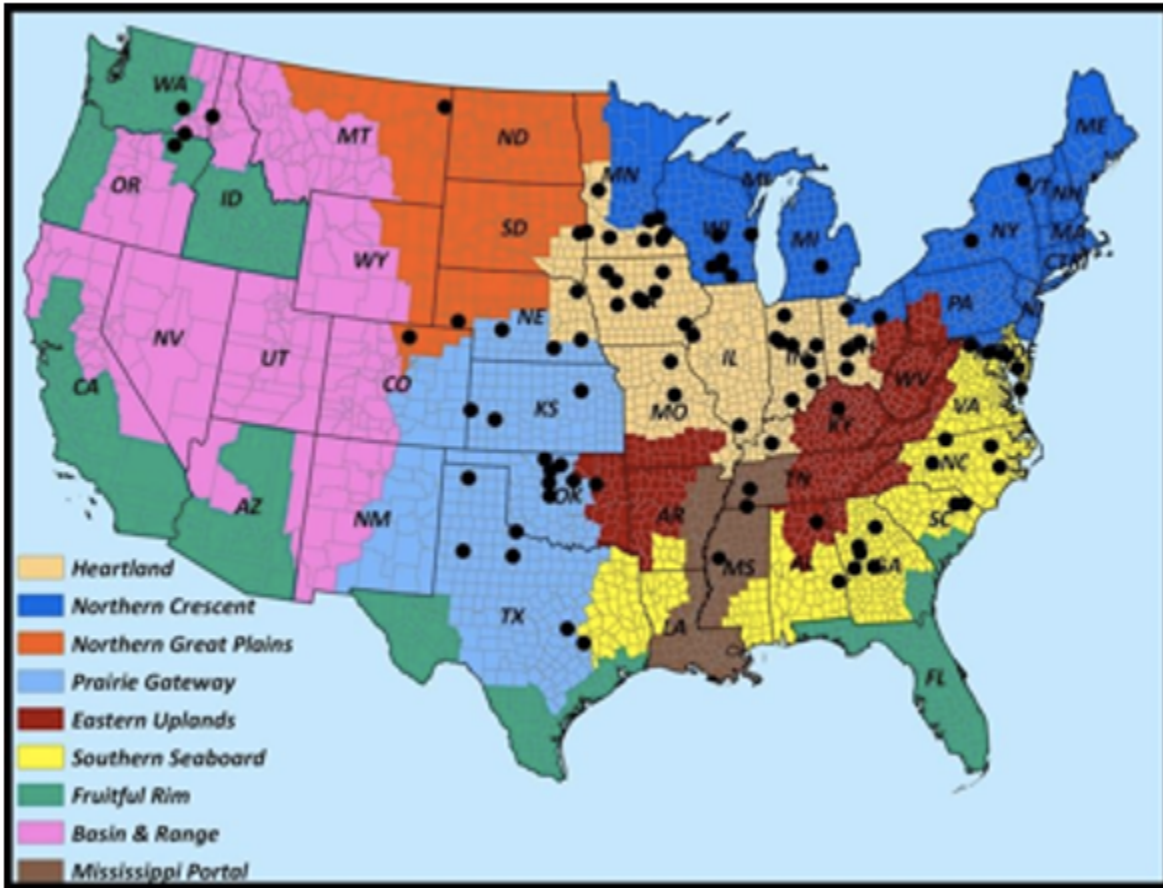 WA
MT
ND
MN
ME
OR
ID
SD
WI
MI
VT
NH
NY
MA
WY
NE
PA
NV
UT
CO
IL
CA
KS
MO
WV
VA
KY
NC
TN
AZ
NM
OK
AR
SC
MS
GA
TX
LA
FL
Heartland
Northern Crescent
Northern Great Plains
Prairie Gateway
Eastern Uplands
Southern Seaboard
Fruitful Rim
Basin & Range
Mississippi Portal